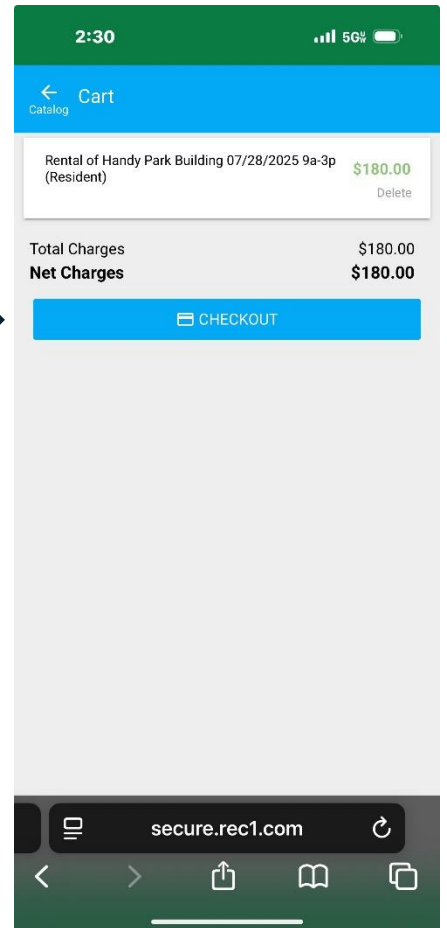 2:30 5G
Cart
Catalog
Rental of Handy Park Building 07/28/2025 9a-3p $180.00
(Resident)
Delete
Total Charges $180.00
Net Charges $180.00
CHECKOUT
secure.rec1.com